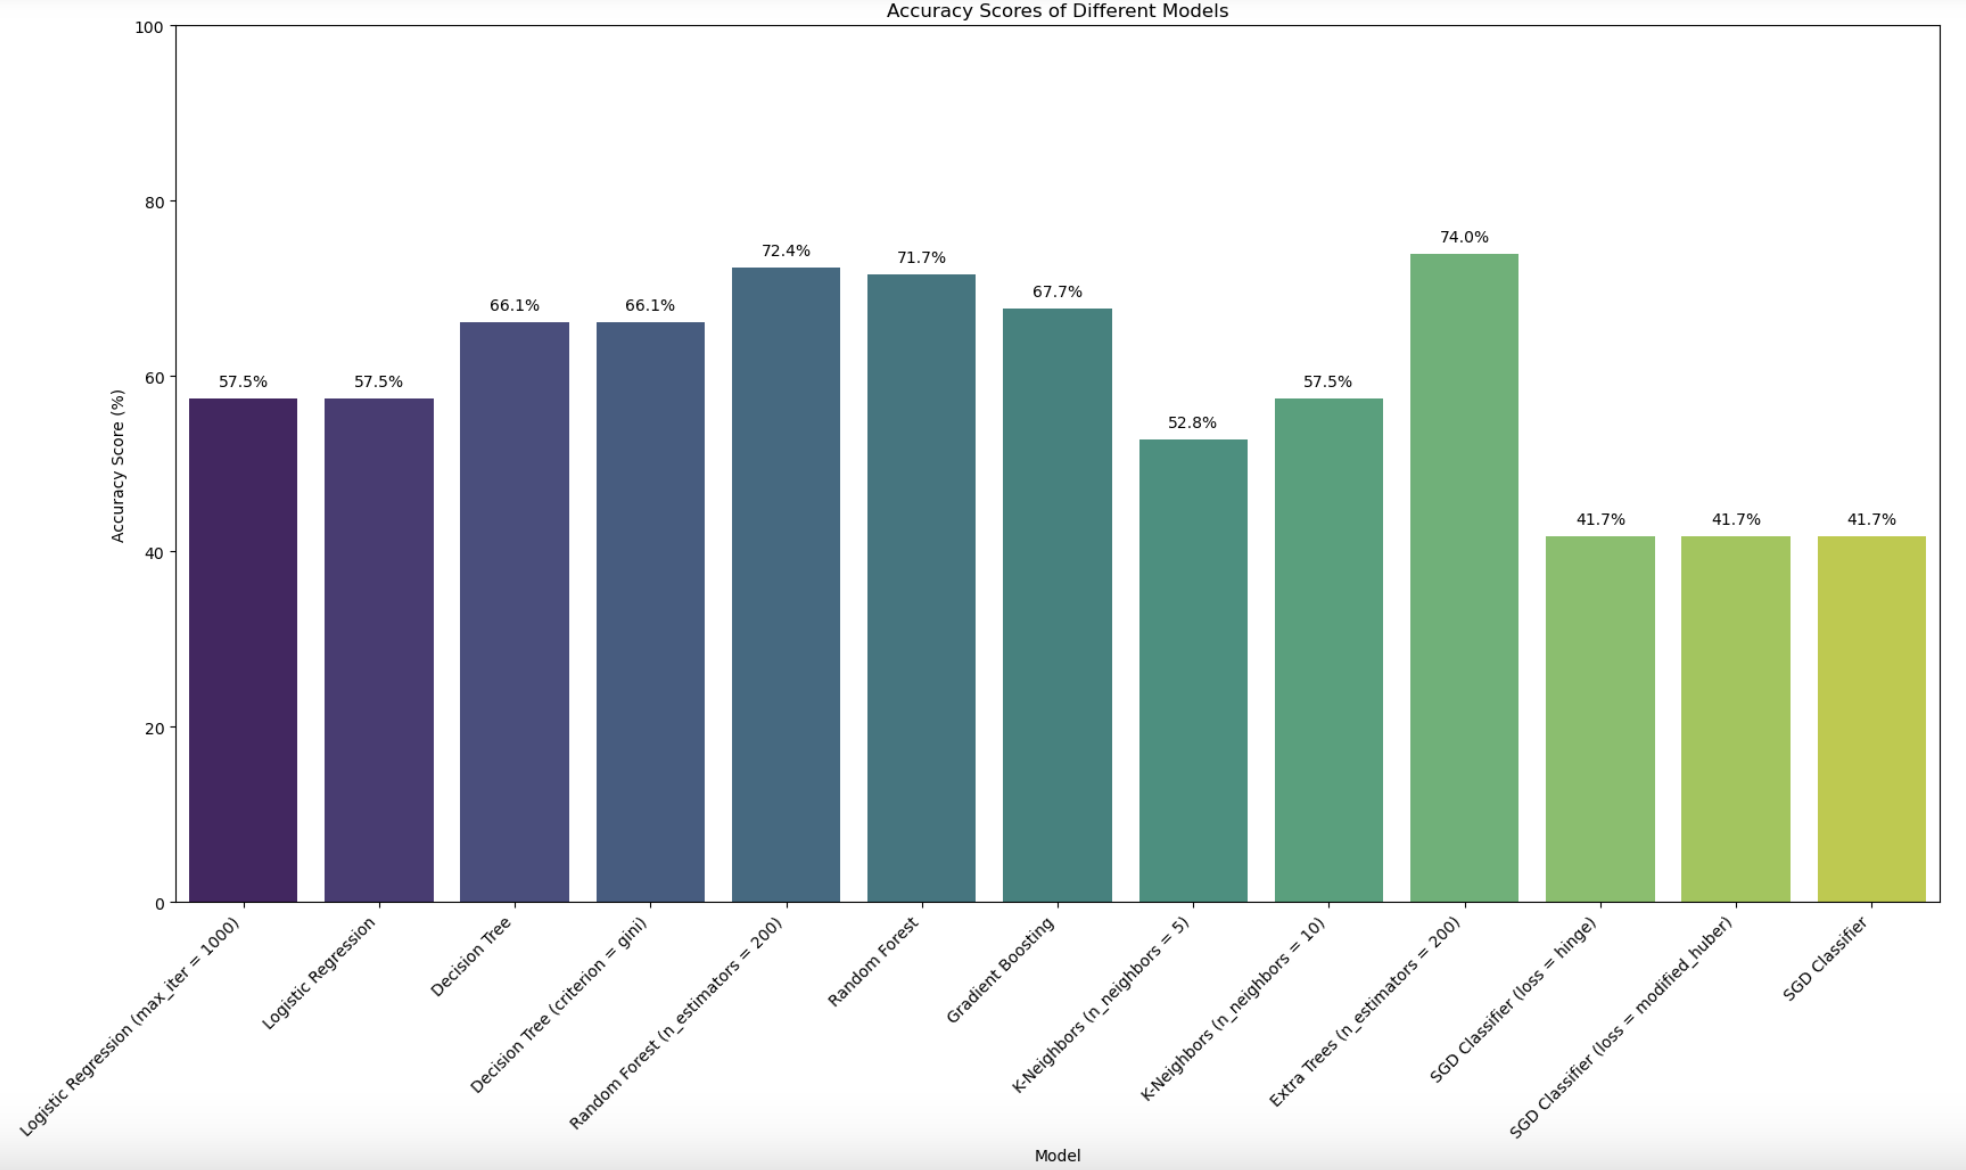 Accuracy Scores of Different Models
100
80
60
40
20
0
Accuracy Score (%)
57.5%
57.5%
66.1%
66.1%
72.4%
71.7%
67.7%
52.8%
57.5%
74.0%
41.7%
41.7%
41.7%
Logistic Regression (max_iter = 1000)
Logistic Regression
Decision Tree
Decision Tree (criterion = gini)
Random Forest (n_estimators = 200)
Random Forest
Gradient Boosting
K-Neighbors (n_neighbors = 5)
K-Neighbors (n_neighbors = 10)
Extra Trees (n_estimators = 200)
SGD Classifier (loss = hinge)
SGD Classifier (loss = modified_huber)
SGD Classifier
Model